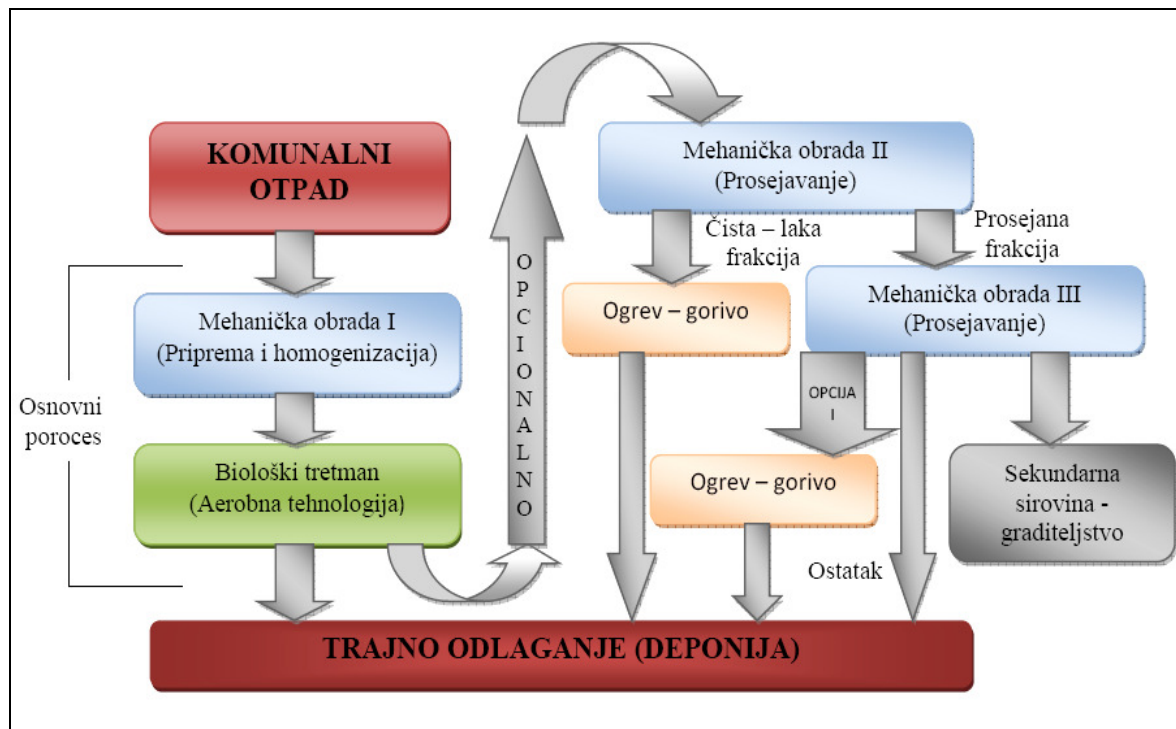 KOMUNALNI
OTPAD
Osnovni
poroces
Mehanička obrada I
(Priprema i homogenizacija)
Biološki tretman
(Aerobna tehnologija)
OPCIONALNO
Mehanička obrada II
(Prosejavanje)
Čista – laka
frakcija
Prosejana
frakcija
Ogrev – gorivo
Mehanička obrada III
(Prosejavanje)
OPCIJA
I
Ogrev – gorivo
Sekundarna
sirovina -
graditeljstvo
Ostatak
TRAJNO ODLAGANJE (DEPONIJA)